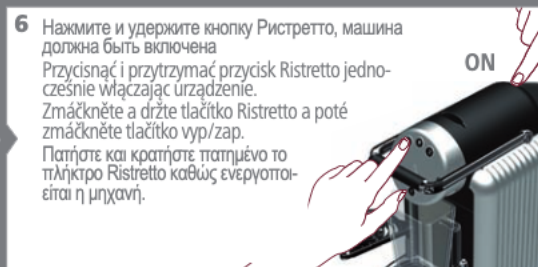 6 Нажмите и удержите кнопку Ристретто, машина
должна быть включена
Przycisnąć i przytrzymać przycisk Ristretto jedno-
cześnie włączając urządzenie.
Zmáčkněte a držte tlačítko Ristretto a poté
zmáčkněte tlačítko vyp/zap.
Πατήστε και κρατήστε πατημένο το
πλήκτρο Ristretto καθώς ενεργοποι-
είται η μηχανή.
ON